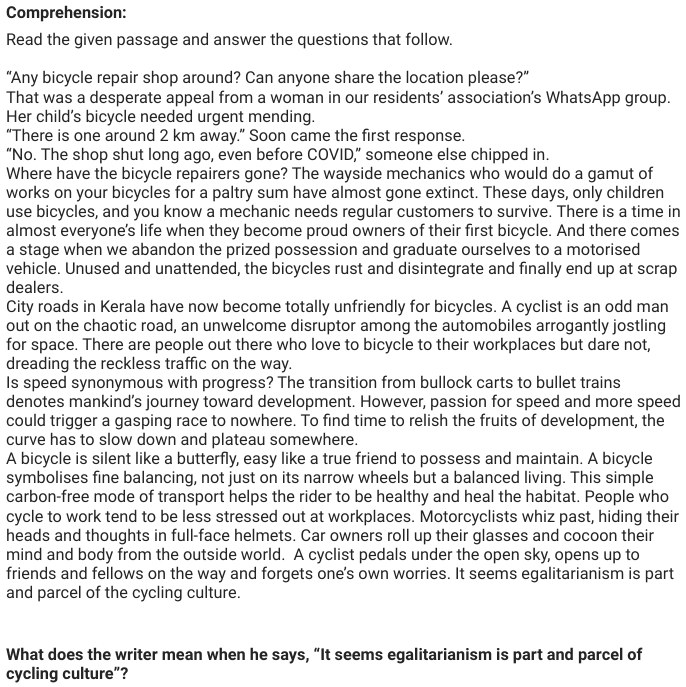 Comprehension:
Read the given passage and answer the questions that follow.
“Any bicycle repair shop around? Can anyone share the location please?”
That was a desperate appeal from a woman in our residents’ association’s WhatsApp group.
Her child’s bicycle needed urgent mending.
“There is one around 2 km away.” Soon came the first response.
“No. The shop shut long ago, even before COVID,” someone else chipped in.
Where have the bicycle repairers gone? The wayside mechanics who would do a gamut of
works on your bicycles for a paltry sum have almost gone extinct. These days, only children
use bicycles, and you know a mechanic needs regular customers to survive. There is a time in
almost everyone’s life when they become proud owners of their first bicycle. And there comes
a stage when we abandon the prized possession and graduate ourselves to a motorised
vehicle. Unused and unattended, the bicycles rust and disintegrate and finally end up at scrap
dealers.
City roads in Kerala have now become totally unfriendly for bicycles. A cyclist is an odd man
out on the chaotic road, an unwelcome disruptor among the automobiles arrogantly jostling
for space. There are people out there who love to bicycle to their workplaces but dare not,
dreading the reckless traffic on the way.
Is speed synonymous with progress? The transition from bullock carts to bullet trains
denotes mankind’s journey toward development. However, passion for speed and more speed
could trigger a gasping race to nowhere. To find time to relish the fruits of development, the
curve has to slow down and plateau somewhere.
A bicycle is silent like a butterfly, easy like a true friend to possess and maintain. A bicycle
symbolises fine balancing, not just on its narrow wheels but a balanced living. This simple
carbon-free mode of transport helps the rider to be healthy and heal the habitat. People who
cycle to work tend to be less stressed out at workplaces. Motorcyclists whiz past, hiding their
heads and thoughts in full-face helmets. Car owners roll up their glasses and cocoon their
mind and body from the outside world. A cyclist pedals under the open sky, opens up to
friends and fellows on the way and forgets one’s own worries. It seems egalitarianism is part
and parcel of the cycling culture.
What does the writer mean when he says, “It seems egalitarianism is part and parcel of
cycling culture”?